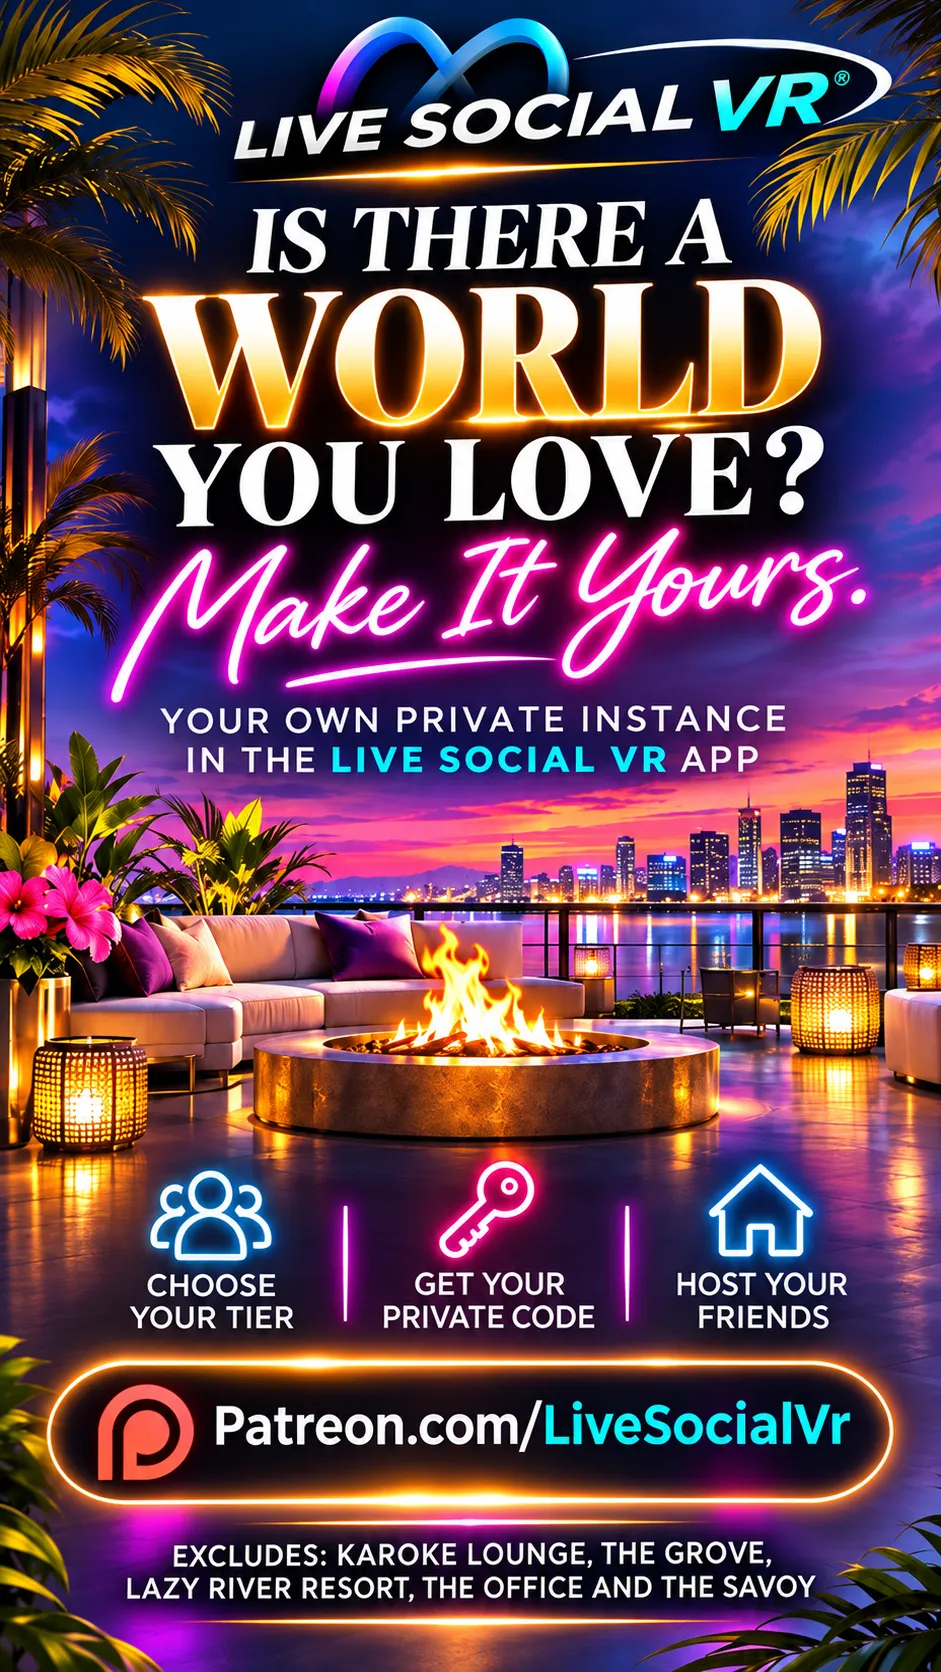 LIVE SOCIAL VR®
IS THERE A
WORLD
YOU LOVE?
Make It Yours.
YOUR OWN PRIVATE INSTANCE
IN THE LIVE SOCIAL VR APP
CHOOSE
YOUR TIER
GET YOUR
PRIVATE CODE
HOST YOUR
FRIENDS
Patreon.com/LiveSocialVr
EXCLUDES: KAROKE LOUNGE, THE GROVE,
LAZY RIVER RESORT, THE OFFICE AND THE SAVOY